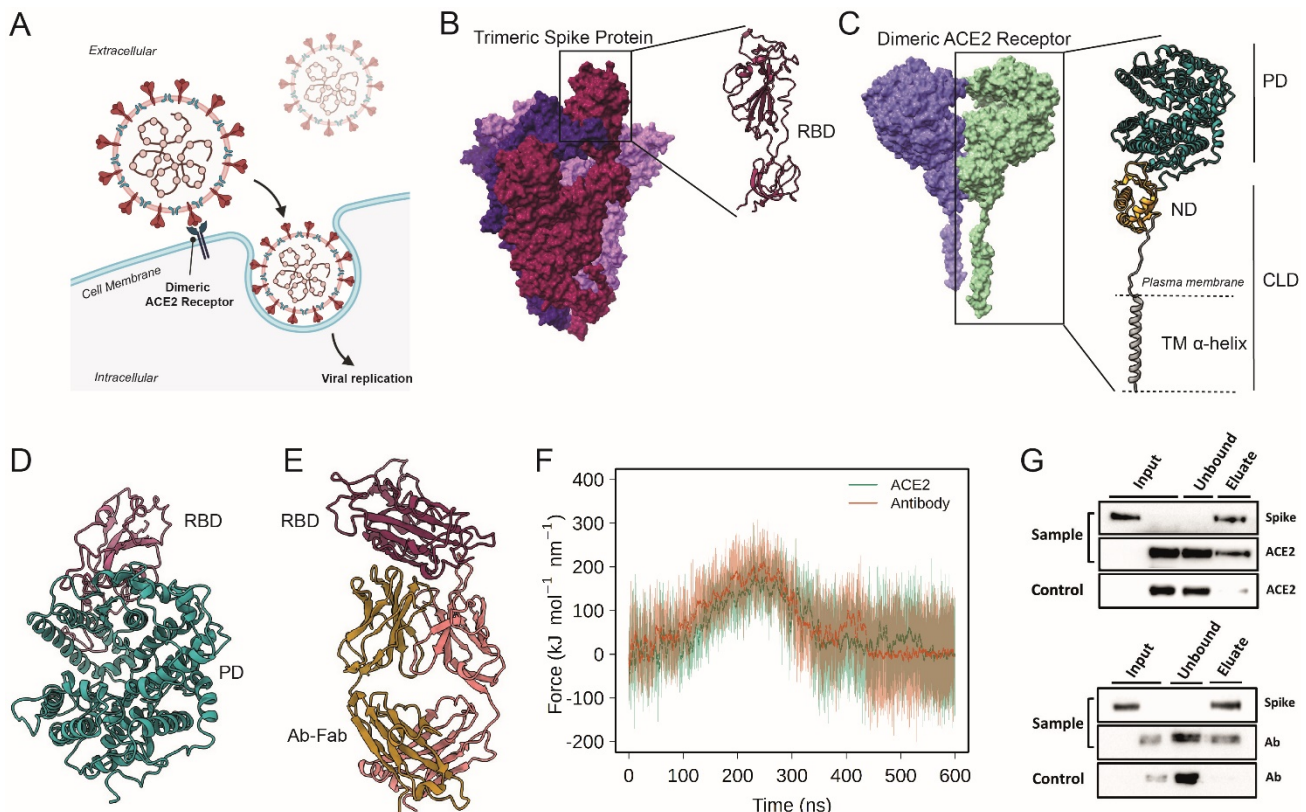 A
Extracellular
Cell Membrane
Dimeric
ACE2 Receptor
Intracellular
Viral replication
B
Trimeric Spike Protein
RBD
C
Dimeric ACE2 Receptor
PD
ND
Plasma membrane
CLD
TM α-helix
D
RBD
PD
E
RBD
Ab-Fab
F
ACE2
Antibody
Force (kJ mol⁻¹ nm⁻¹)
400
300
200
100
0
-100
-200
0 100 200 300 400 500 600
Time (ns)
G
Input Unbound Eluate
Sample
Spike
ACE2
Control
ACE2
Input Unbound Eluate
Sample
Spike
Ab
Control
Ab